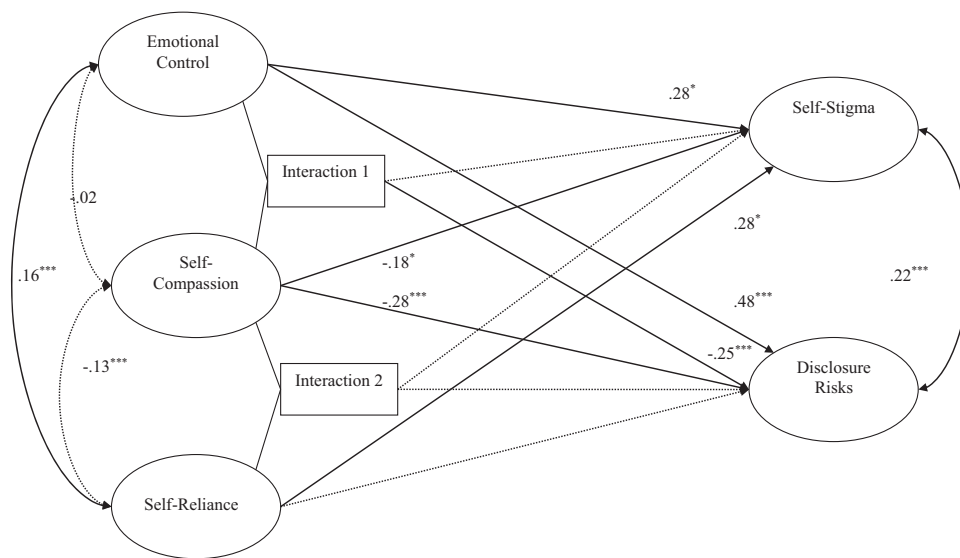 Emotional
Control
.28*
Self-Stigma
Interaction 1
-.02
.28*
Self-
Compassion
-.18*
.16***
-.28***
.48***
.22***
-.13***
-.25***
Interaction 2
Disclosure
Risks
Self-Reliance